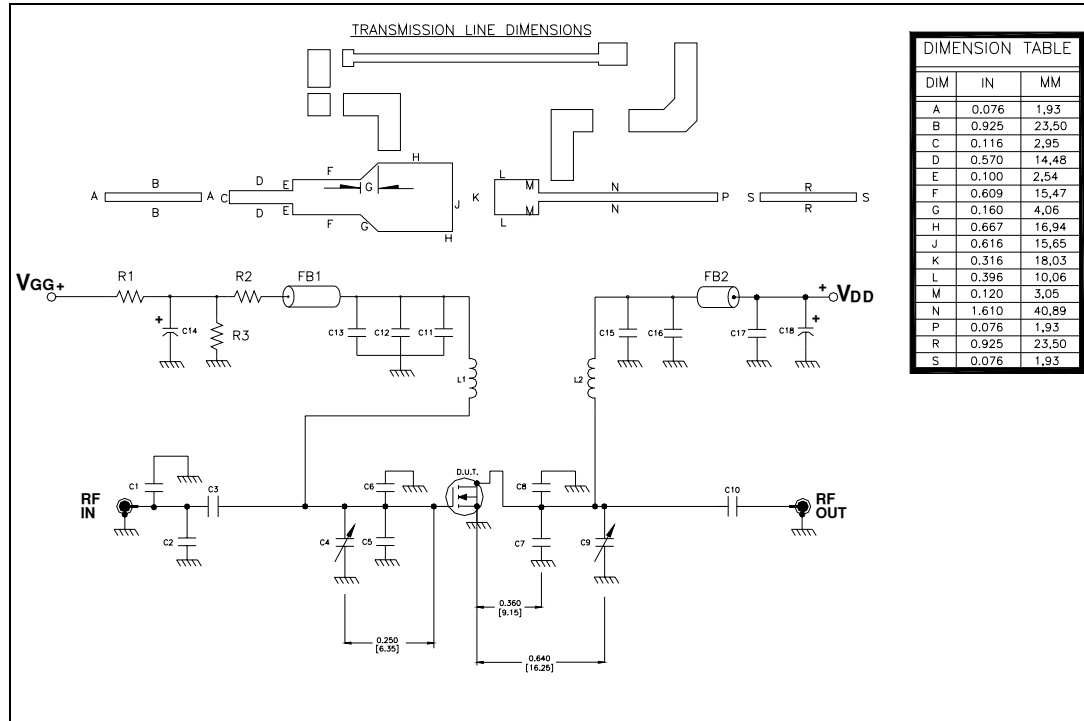 TRANSMISSION LINE DIMENSIONS
DIMENSION TABLE
DIM IN MM
A 0.076 1,93
B 0.925 23,50
C 0.116 2,95
D 0.570 14,48
E 0.100 2,54
F 0.609 15,47
G 0.160 4,06
H 0.667 16,94
J 0.616 15,65
K 0.316 18,03
L 0.396 10,06
M 0.120 3,05
N 1.610 40,89
P 0.076 1,93
R 0.925 23,50
S 0.076 1,93
H
B D F L N R
E G M
A A C J K P S S
E M
B D F G L N R
H
VGG+ R1 R2 FB1 FB2 + VDD
+ C14 R3 C13 C12 C11 C15 C16 C17 + C18
L1 L2
D.U.T.
C1 C3 C6 C8 C10
RF IN
RF OUT
C2 C4 C5 C7 C9
0.360
[9.15]
0.250
[6.35]
0.640
[16.25]